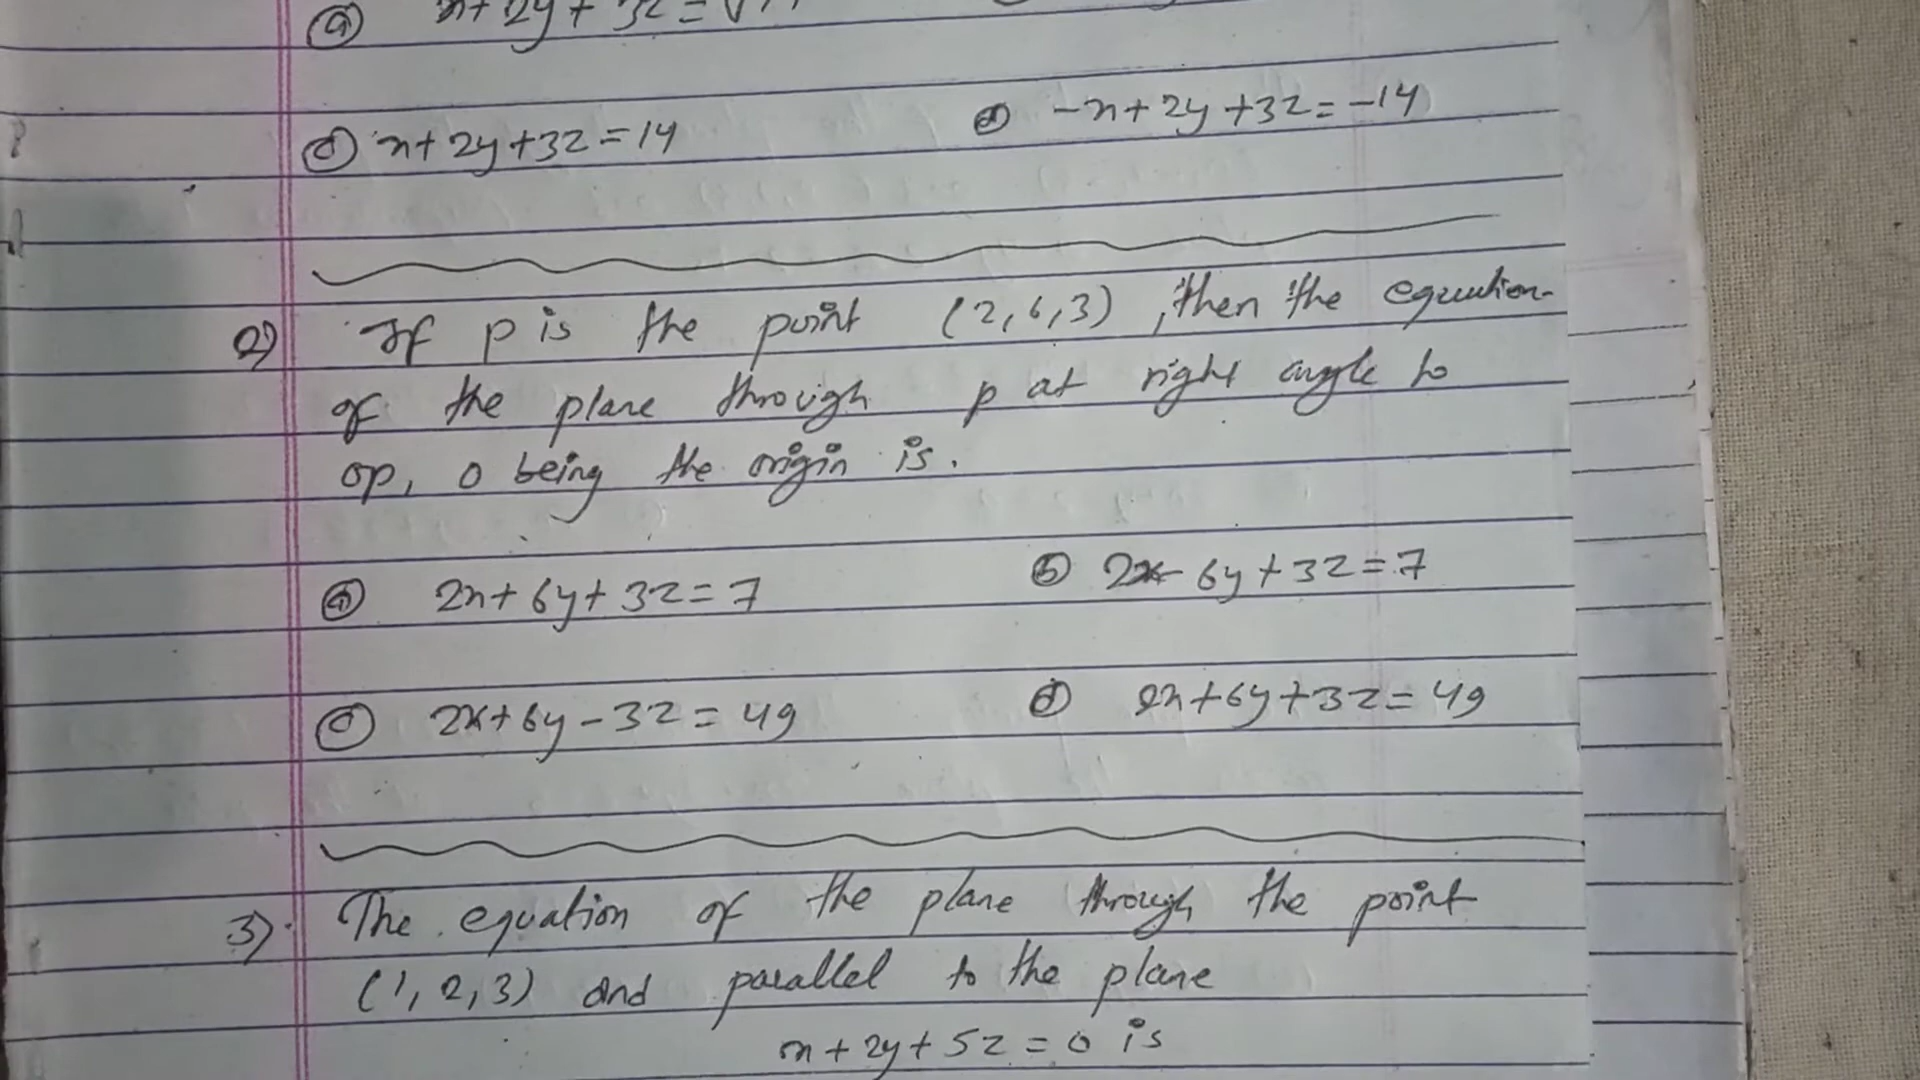 (a) x+2y+3z=√14
(c) x+2y+3z=14 (d) -x+2y+3z=-14
2) If p is the point (2,6,3), then the equation
of the plane through p at right angle to
op, o being the origin is.
(a) 2x+6y+3z=7 (b) 2x-6y+3z=7
(c) 2x+6y-3z=49 (d) 2x+6y+3z=49
3) The equation of the plane through the point
(1,2,3) and parallel to the plane
x+2y+5z=0 is